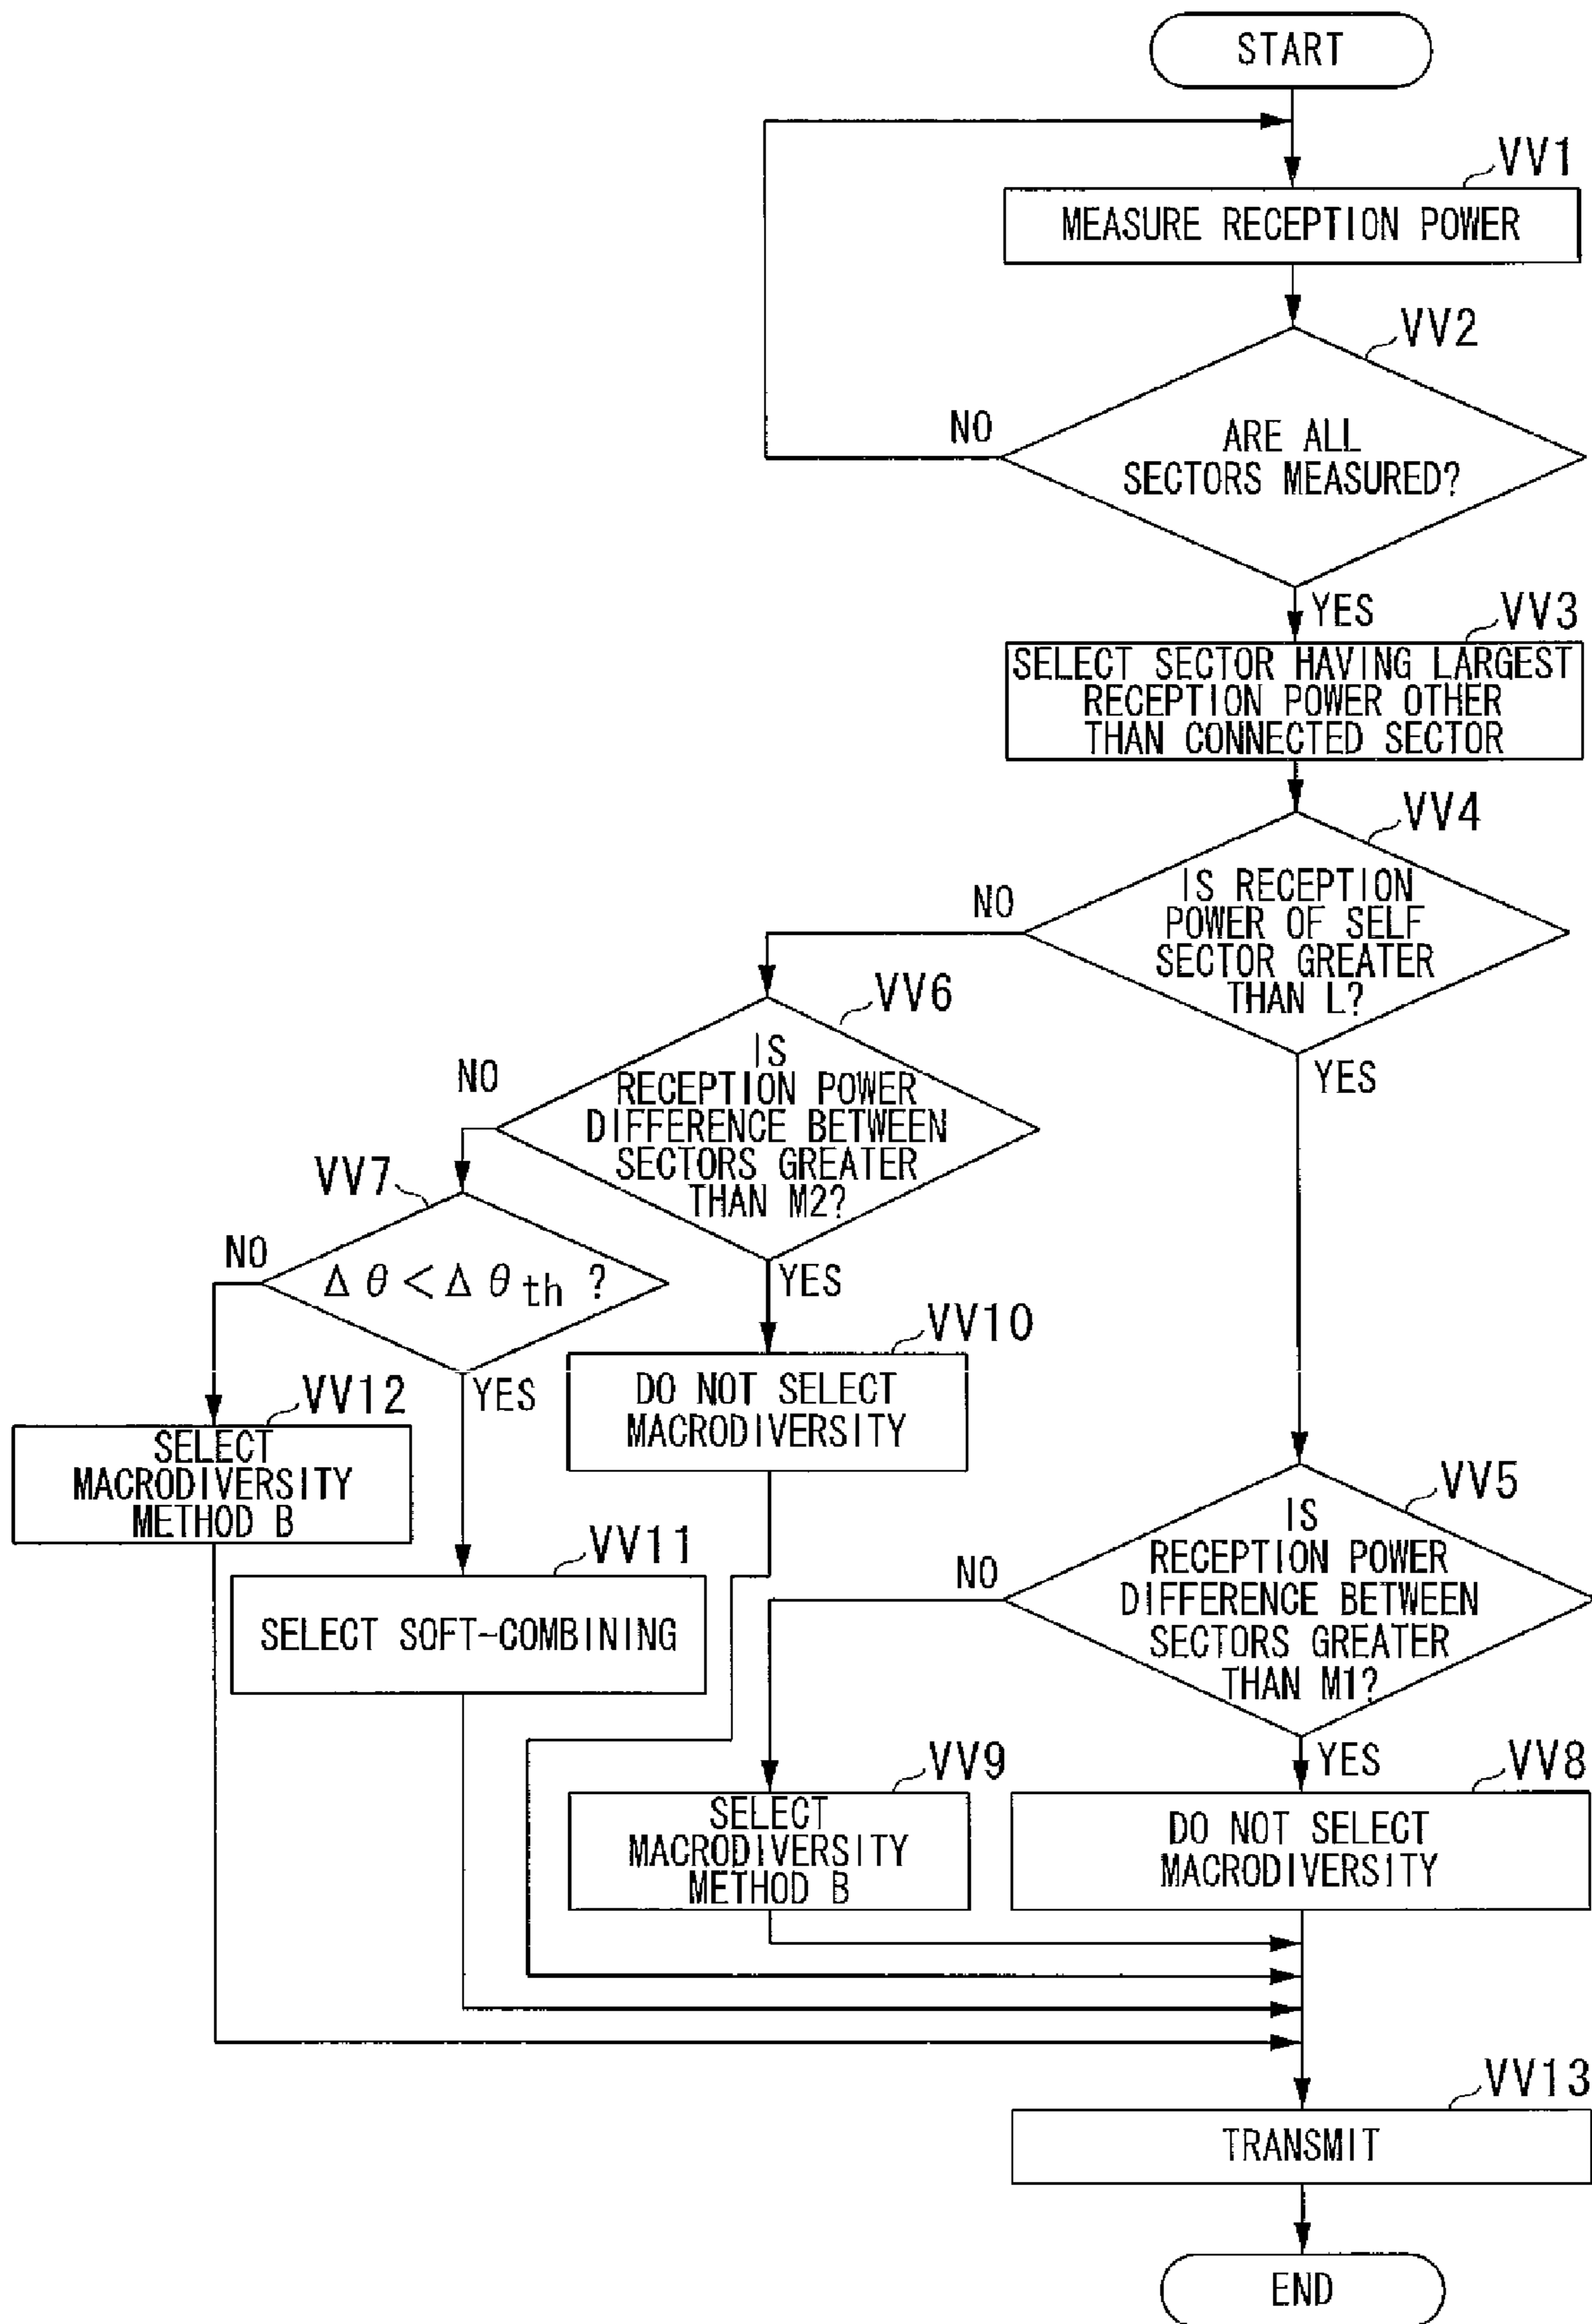 START
VV1
MEASURE RECEPTION POWER
VV2
NO
ARE ALL
SECTORS MEASURED?
YES
VV3
SELECT SECTOR HAVING LARGEST
RECEPTION POWER OTHER
THAN CONNECTED SECTOR
VV4
NO
IS RECEPTION
POWER OF SELF
SECTOR GREATER
THAN L?
YES
VV6
NO
IS
RECEPTION POWER
DIFFERENCE BETWEEN
SECTORS GREATER
THAN M2?
YES
VV7
NO
Δθ<Δθth ?
YES
VV10
DO NOT SELECT
MACRODIVERSITY
VV12
SELECT
MACRODIVERSITY
METHOD B
VV11
SELECT SOFT-COMBINING
VV5
NO
IS
RECEPTION POWER
DIFFERENCE BETWEEN
SECTORS GREATER
THAN M1?
YES
VV9
SELECT
MACRODIVERSITY
METHOD B
VV8
DO NOT SELECT
MACRODIVERSITY
VV13
TRANSMIT
END